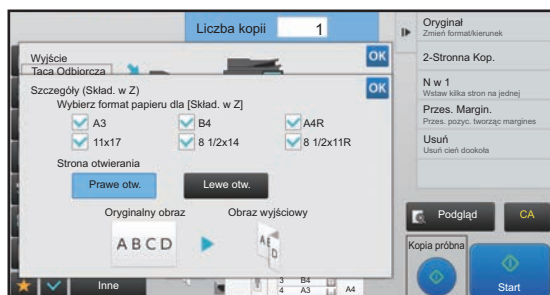 Liczba kopii 1
Wyjście
OK
Taca Odbiorcza
Szczegóły (Skład. w Z)
OK
Wybierz format papieru dla [Skład. w Z]
A3 B4 A4R
11x17 8 1/2x14 8 1/2x11R
Strona otwierania
Prawe otw. Lewe otw.
Oryginalny obraz Obraz wyjściowy
ABCD
A E D
Inne
3 B4
4 A3 A4
Oryginał
Zmień format/kierunek
2-Stronna Kop.
N w 1
Wstaw kilka stron na jednej
Przes. Margin.
Przes. pozyc. tworząc margines
Usuń
Usuń cień dookoła
Podgląd CA
Kopia próbna
Start